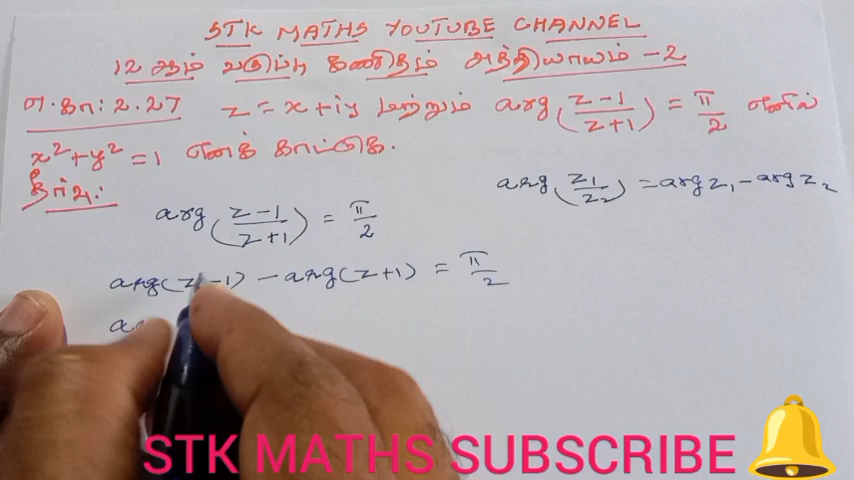 STK MATHS YOUTUBE CHANNEL
12 ஆம் வகுப்பு கணிதம் அத்தியாயம் -2
எ.கா: 2.27 z = x+iy மற்றும் arg (z-1/z+1) = π/2 எனில்
x²+y² = 1 எனக் காட்டுக.
தீர்வு:
arg (z₁/z₂) = arg z₁ - arg z₂
arg (z-1/z+1) = π/2
arg(z-1) - arg(z+1) = π/2
STK MATHS SUBSCRIBE